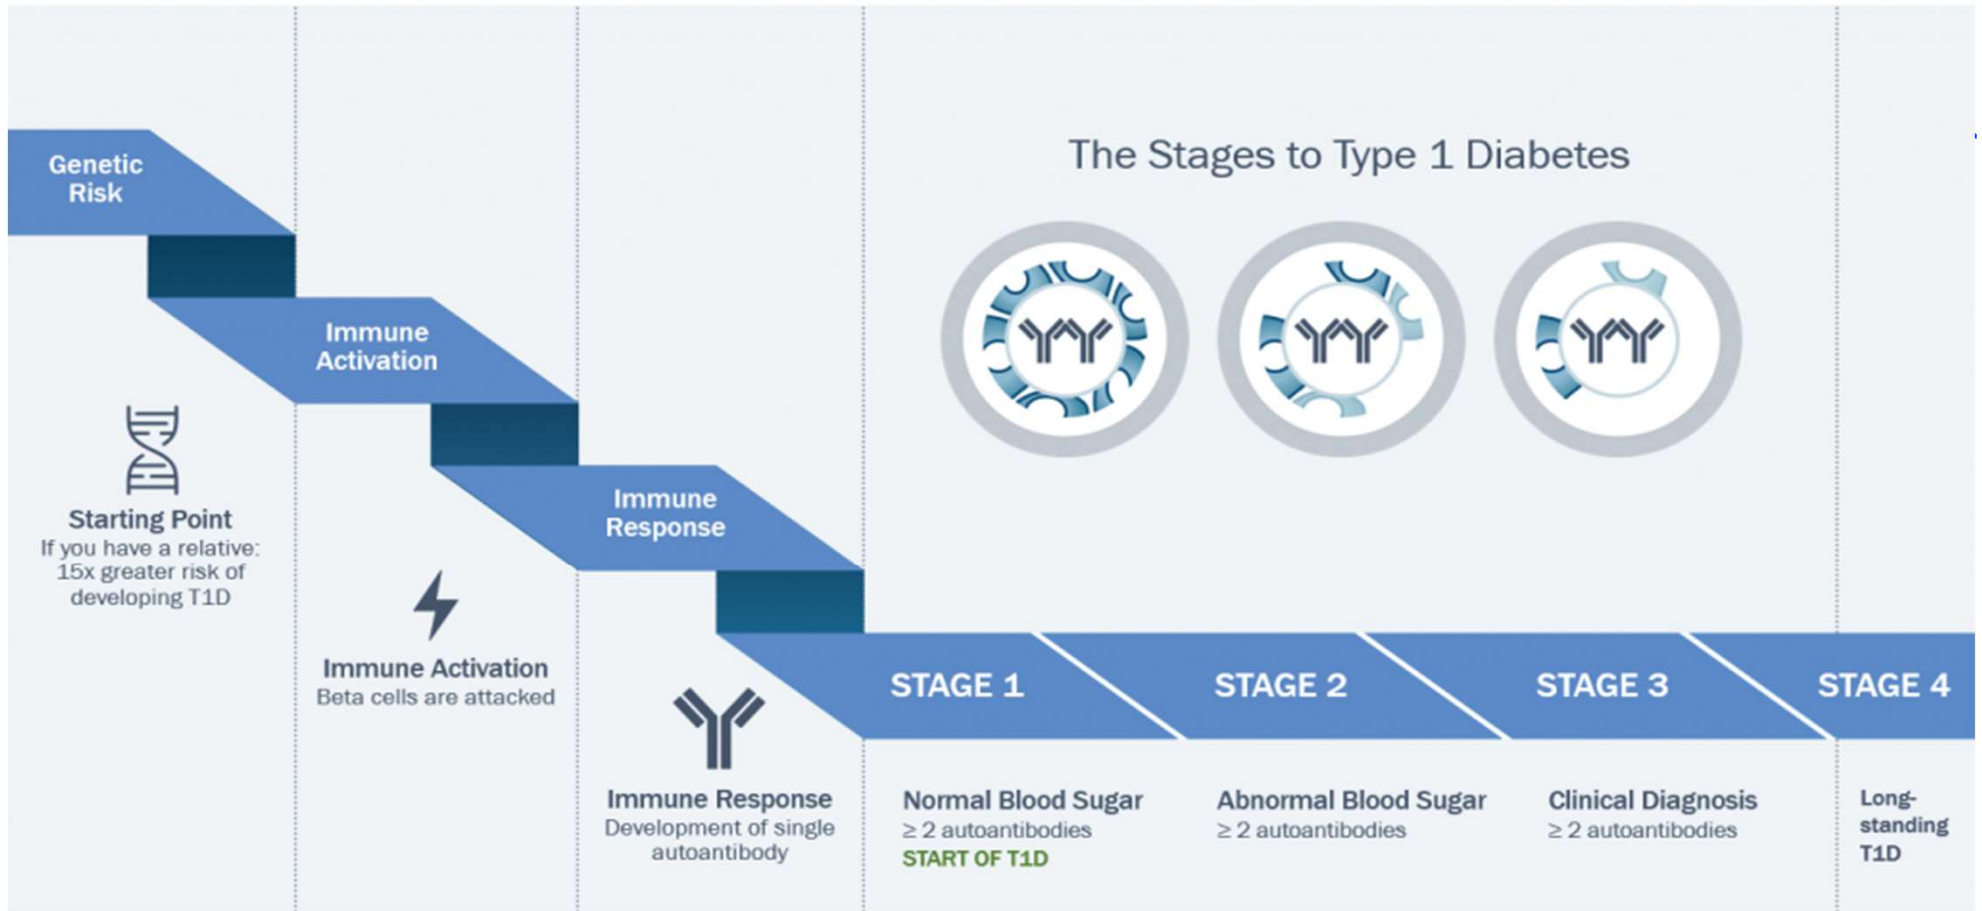 The Stages to Type 1 Diabetes
Genetic
Risk
Starting Point
If you have a relative:
15x greater risk of
developing T1D
Immune
Activation
Immune Activation
Beta cells are attacked
Immune
Response
Immune Response
Development of single
autoantibody
STAGE 1
Normal Blood Sugar
≥ 2 autoantibodies
START OF T1D
STAGE 2
Abnormal Blood Sugar
≥ 2 autoantibodies
STAGE 3
Clinical Diagnosis
≥ 2 autoantibodies
STAGE 4
Long-
standing
T1D